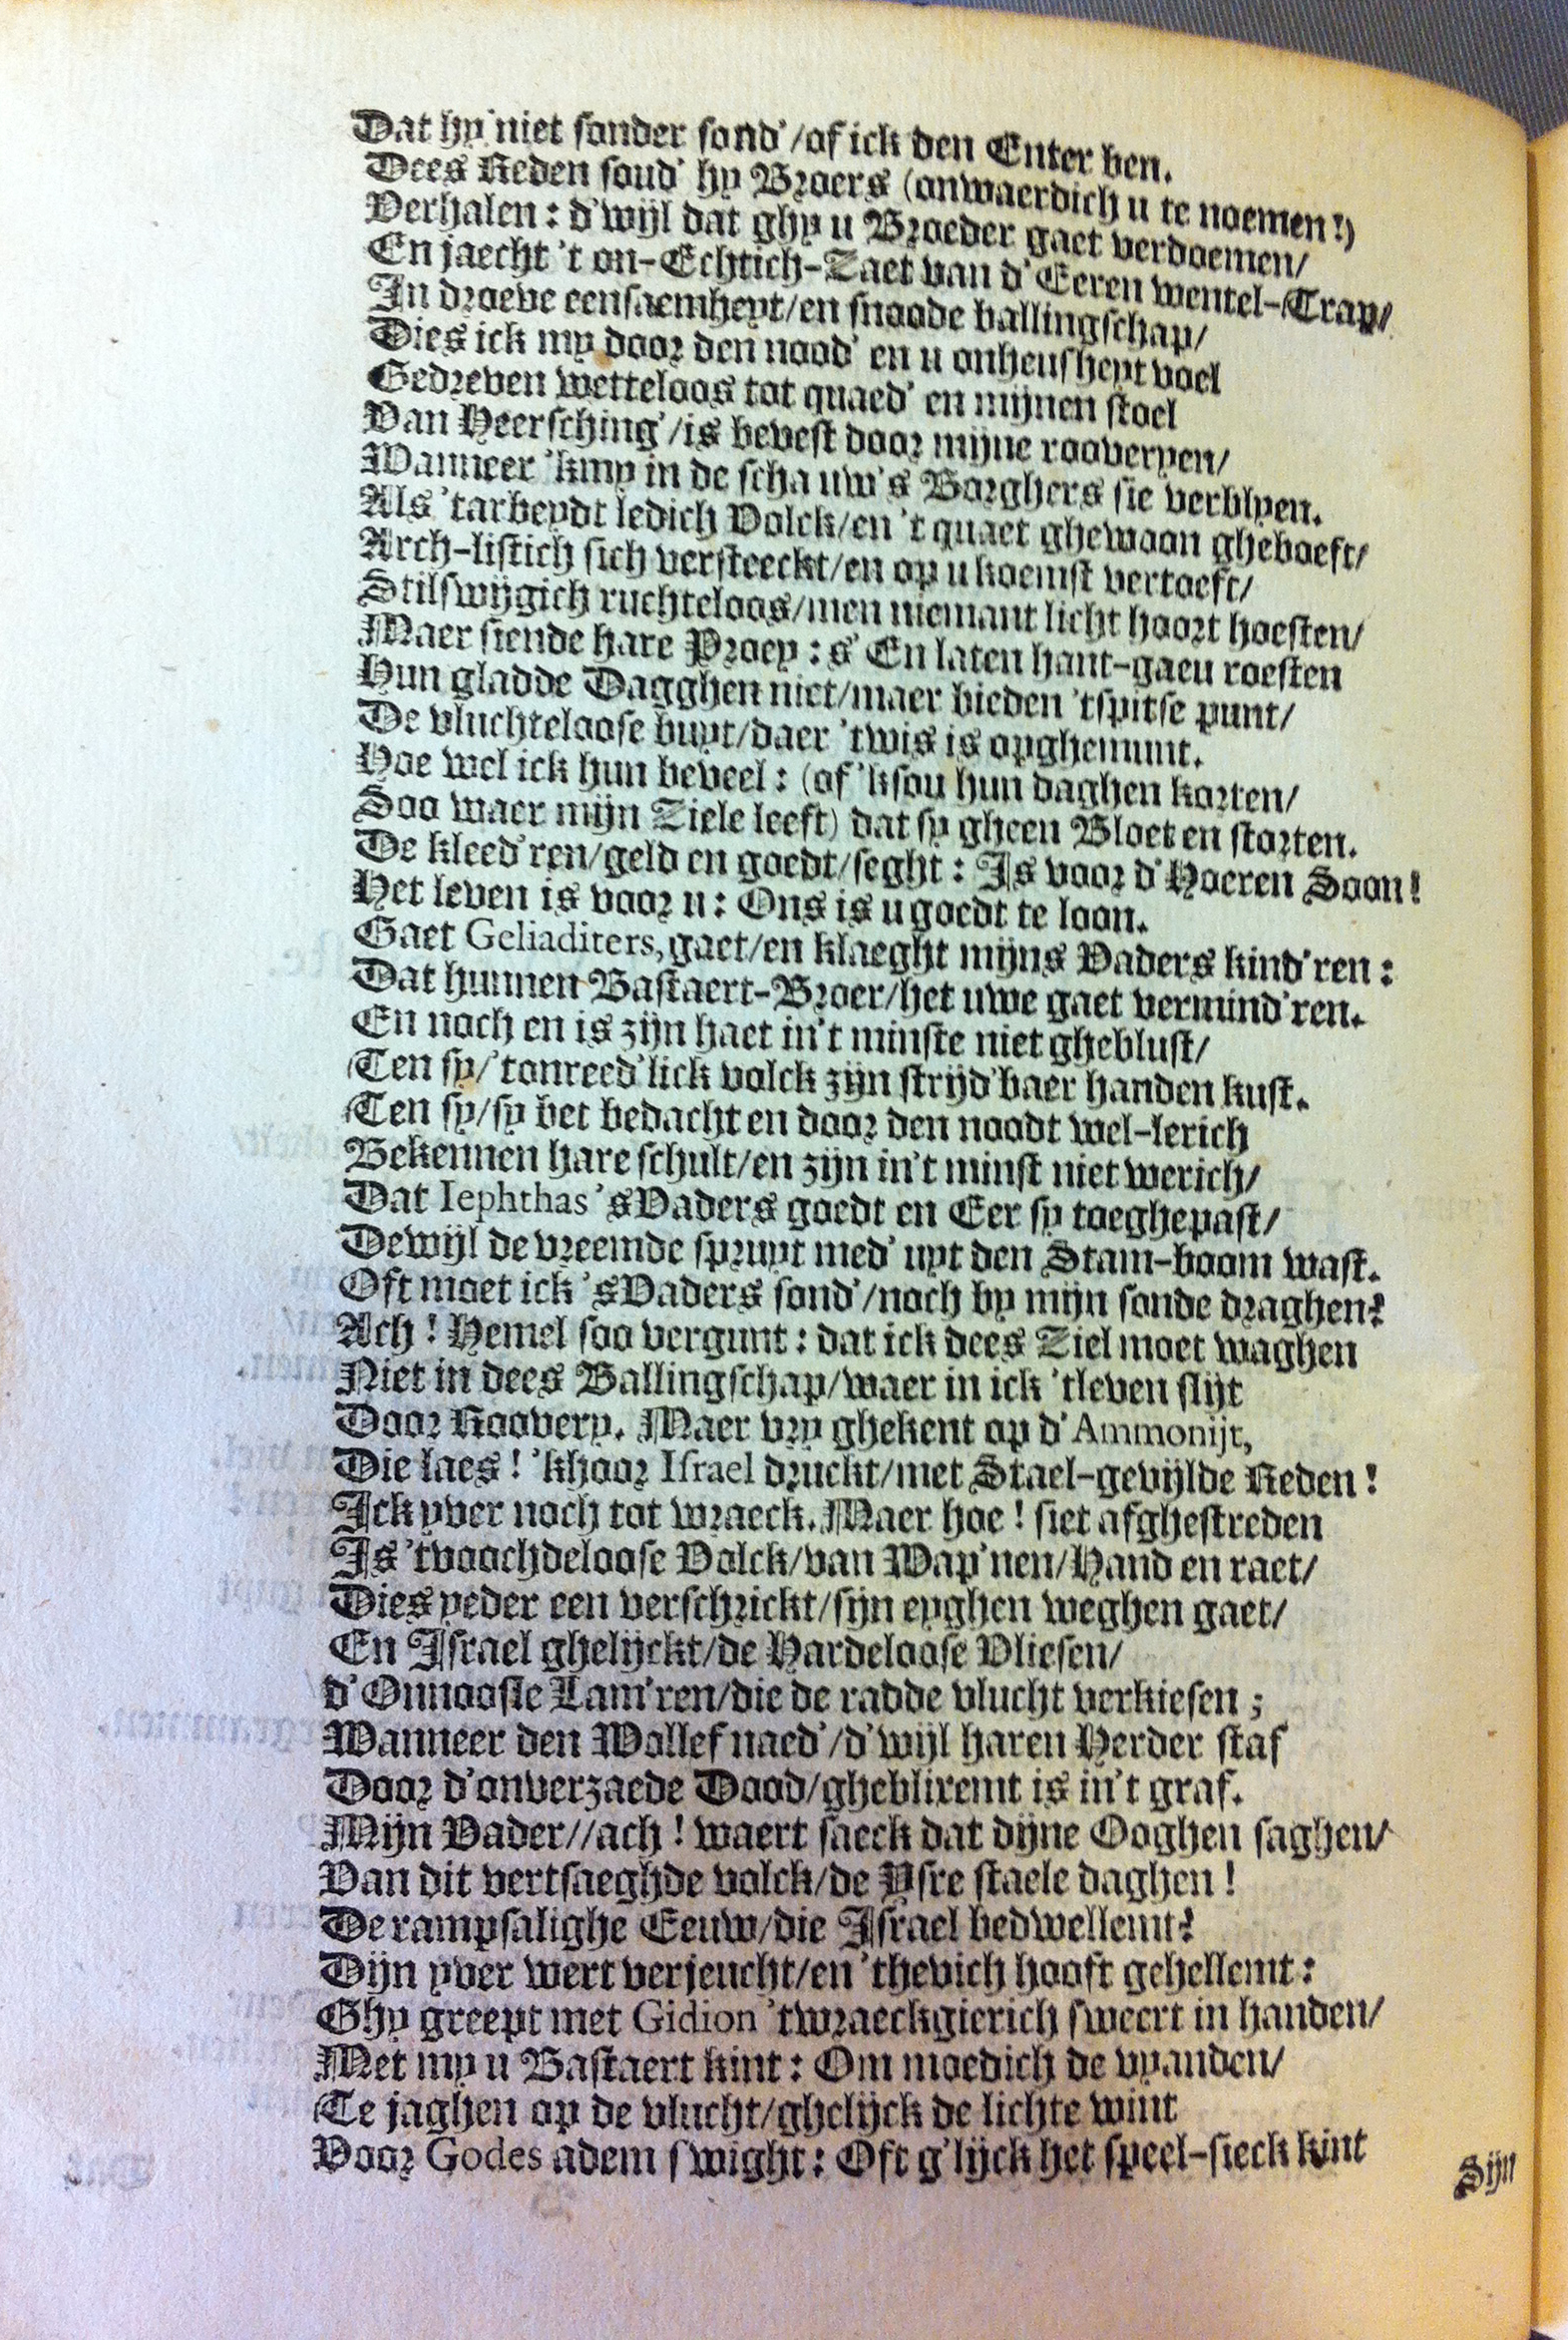 Dat hy niet sonder sond'/of ick den Enter ben.
Dees Reden soud' hy Broers (onwaerdich u te noemen!)
Verhalen: d'wijl dat ghy u Broeder gaet verdoemen/
En jaecht 't on-Echtich-Zaet van d'Eeren wentel-Trap/
In droeve eensaemheyt/en snoode ballingschap/
Dies ick my door den nood' en u onheusheyt voel
Gedreven wetteloos tot quaed' en mijnen stoel
Van Heersching'/is bevest door mijne rooveryen/
Wanneer 'kmy in de schauw's Borghers sie verblyen.
Als 'tarbeydt ledich Volck/en 't quaet ghewoon gheboeft/
Arch-listich sich versteeckt/en op u koemst vertoeft/
Stilswijgich ruchteloos/men niemant licht hoort hoesten/
Maer siende hare Proey: s' En laten hant-gaeu roesten
Hun gladde Dagghen niet/maer bieden 'tspitse punt/
De vluchteloose buyt/daer 'twis is opghemunt.
Hoe wel ick hun beveel: (of 'ksou hun daghen korten/
Soo waer mijn Ziele leeft) dat sy gheen Bloet en storten.
De kleed'ren/geld en goedt/seght: Is voor d'Hoeren Soon!
Het leven is voor u: Ons is u goedt te loon.
Gaet Geliaditers, gaet/en klaeght mijns Vaders kind'ren:
Dat hunnen Bastaert-Broer/het uwe gaet vermind'ren.
En noch en is zijn haet in't minste niet gheblust/
Ten sy/'tonreed'lick volck zijn strijd'baer handen kust.
Ten sy/sy bet bedacht en door den noodt wel-lerich
Bekennen hare schult/en zijn in't minst niet werich/
Dat Iephthas 'sVaders goedt en Eer sy toeghepast/
Dewijl de vreemde spruyt med' uyt den Stam-boom wast.
Oft moet ick 'sVaders sond'/noch by mijn sonde draghen?
Ach! Hemel soo vergunt: dat ick dees Ziel moet waghen
Niet in dees Ballingschap/waer in ick 'tleven slijt
Door Roovery. Maer vry ghekent op d'Ammonijt,
Die laes! 'khoor Israel druckt/met Stael-gevijlde Reden!
Ick yver noch tot wraeck. Maer hoe! siet afghestreden
Is 'tvoochdeloose Volck/van Wap'nen/Hand en raet/
Dies yeder een verschrickt/sijn eyghen weghen gaet/
En Israel ghelijckt/de Hardeloose Vliesen/
d'Onnoosle Lam'ren/die de radde vlucht verkiesen;
Wanneer den Wollef naed'/d'wijl haren Herder staf
Door d'onverzaede Dood/ghebliremt is in't graf.
Mijn Vader//ach! waert saeck dat dijne Ooghen saghen/
Van dit vertsaeghde volck/de Ysre staele daghen!
De rampsalighe Eeuw/die Israel bedwellemt?
Dijn yver wert verjeucht/en 'thevich hooft gehellemt:
Ghy greept met Gidion 'twraeckgierich sweert in handen/
Met my u Bastaert kint: Om moedich de vyanden/
Te jaghen op de vlucht/ghelijck de lichte wint
Voor Godes adem swight: Oft g'lijck het speel-sieck kint
Sijn